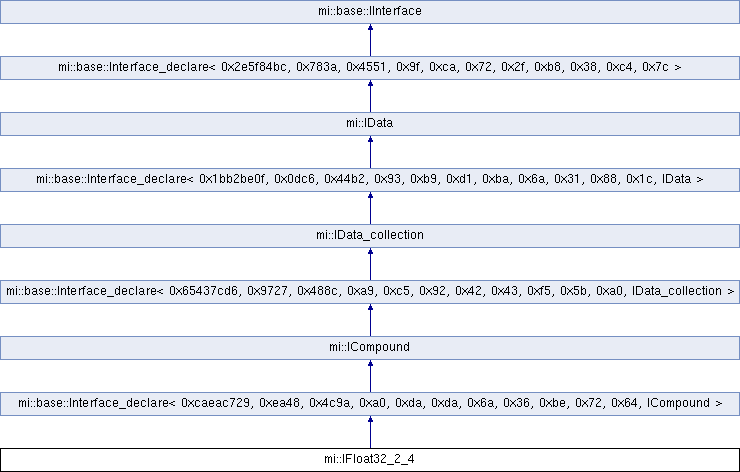 mi::base::IInterface
mi::base::Interface_declare< 0x2e5f84bc, 0x783a, 0x4551, 0x9f, 0xca, 0x72, 0x2f, 0xb8, 0x38, 0xc4, 0x7c >
mi::IData
mi::base::Interface_declare< 0x1bb2be0f, 0x0dc6, 0x44b2, 0x93, 0xb9, 0xd1, 0xba, 0x6a, 0x31, 0x88, 0x1c, IData >
mi::IData_collection
mi::base::Interface_declare< 0x65437cd6, 0x9727, 0x488c, 0xa9, 0xc5, 0x92, 0x42, 0x43, 0xf5, 0x5b, 0xa0, IData_collection >
mi::ICompound
mi::base::Interface_declare< 0xcaeac729, 0xea48, 0x4c9a, 0xa0, 0xda, 0xda, 0x6a, 0x36, 0xbe, 0x72, 0x64, ICompound >
mi::IFloat32_2_4